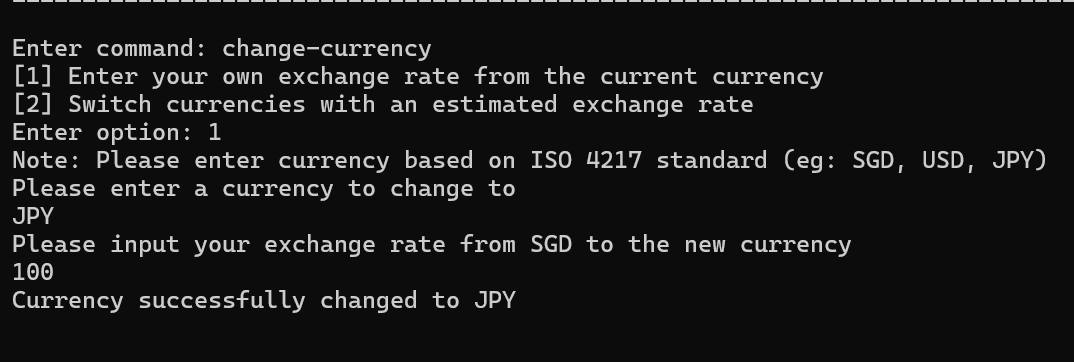 Enter command: change-currency
[1] Enter your own exchange rate from the current currency
[2] Switch currencies with an estimated exchange rate
Enter option: 1
Note: Please enter currency based on ISO 4217 standard (eg: SGD, USD, JPY)
Please enter a currency to change to
JPY
Please input your exchange rate from SGD to the new currency
100
Currency successfully changed to JPY